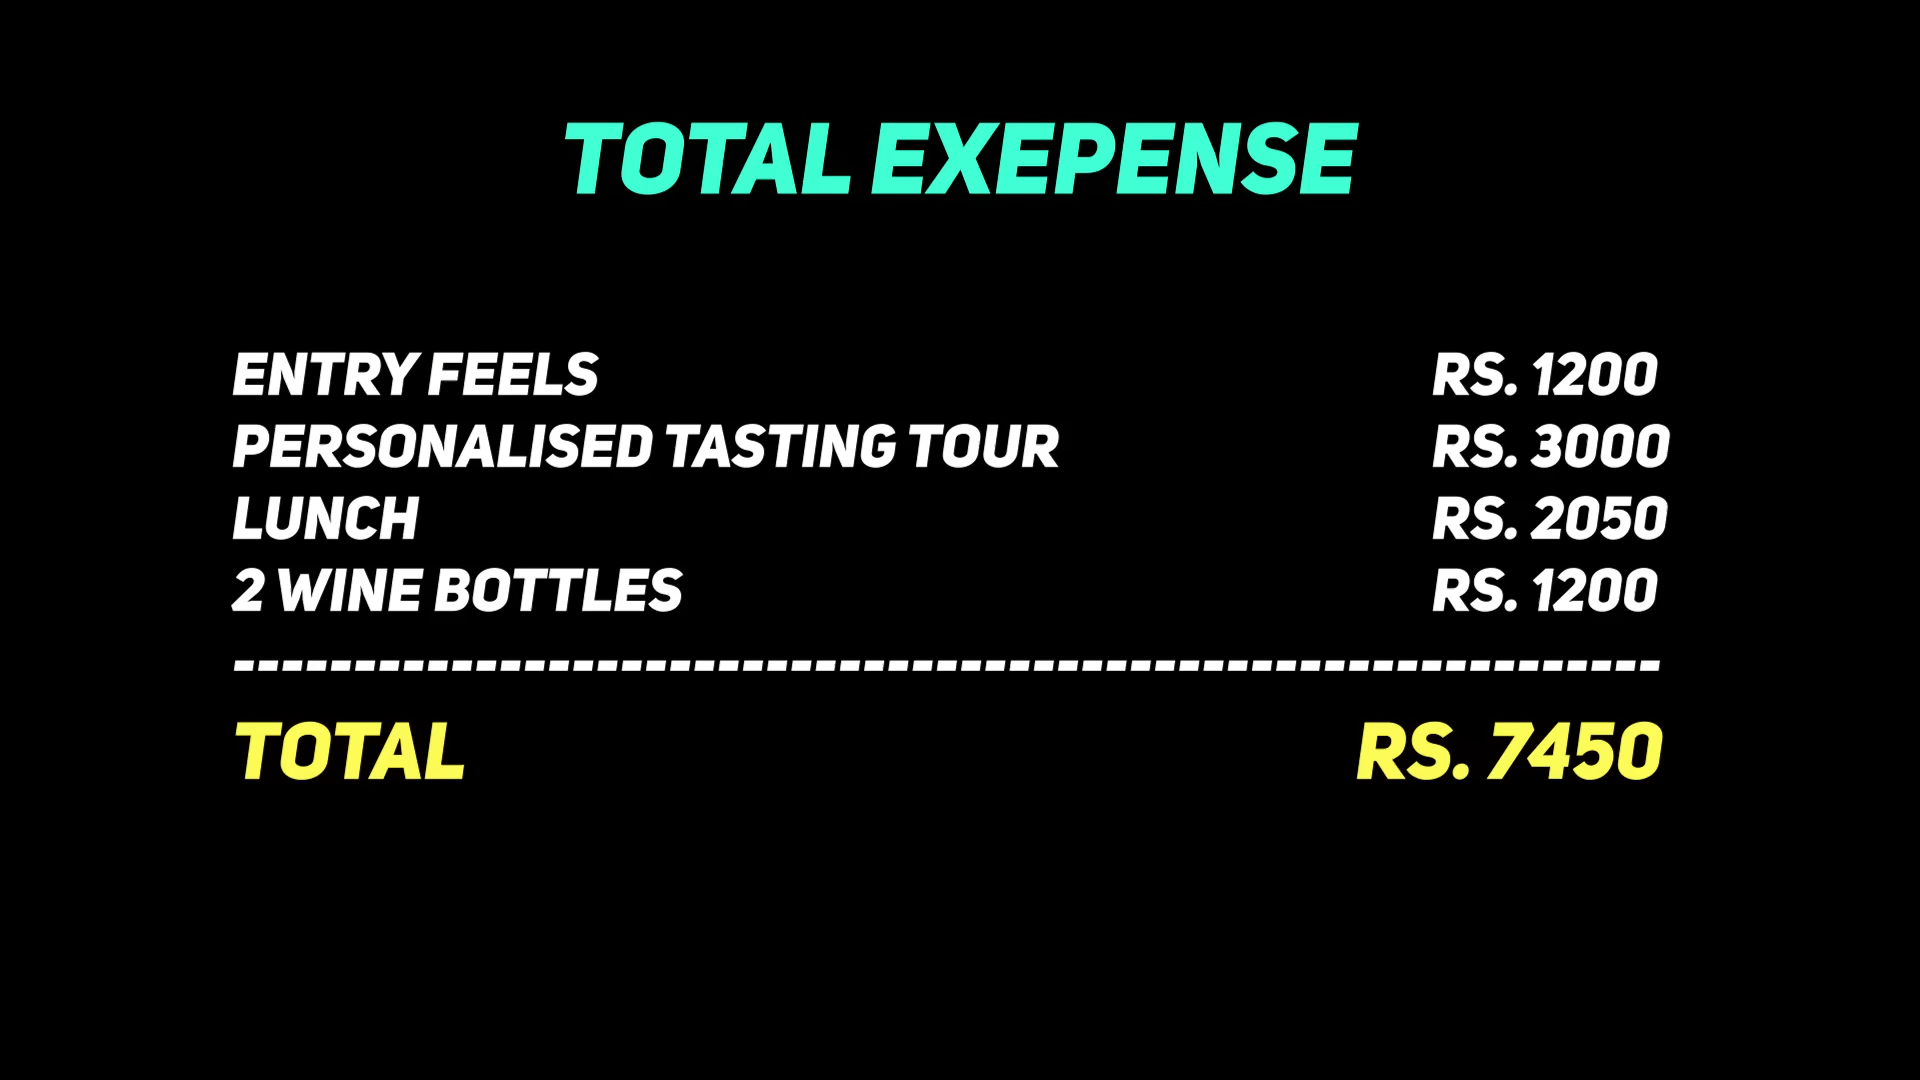 TOTAL EXEPENSE
ENTRY FEELS RS. 1200
PERSONALISED TASTING TOUR RS. 3000
LUNCH RS. 2050
2 WINE BOTTLES RS. 1200
-----------------------------------------------------------
TOTAL RS. 7450